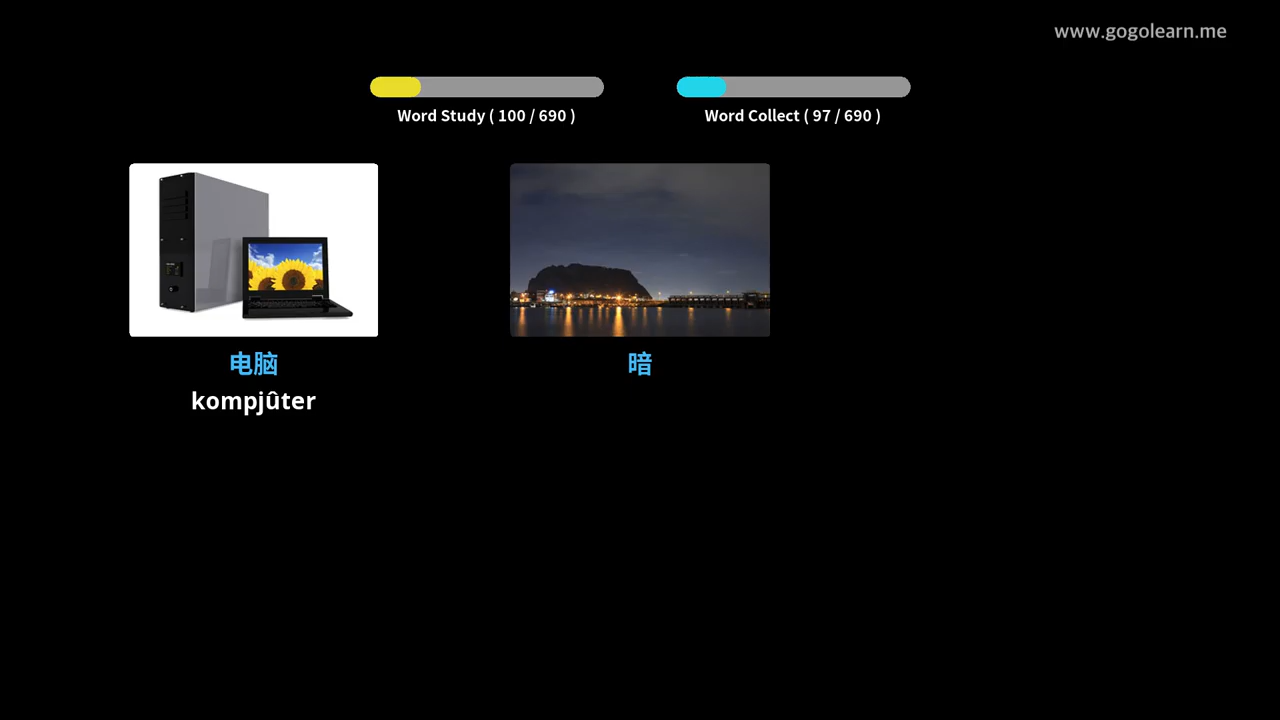 www.gogolearn.me
Word Study ( 100 / 690 )
Word Collect ( 97 / 690 )
电脑
kompjûter
暗